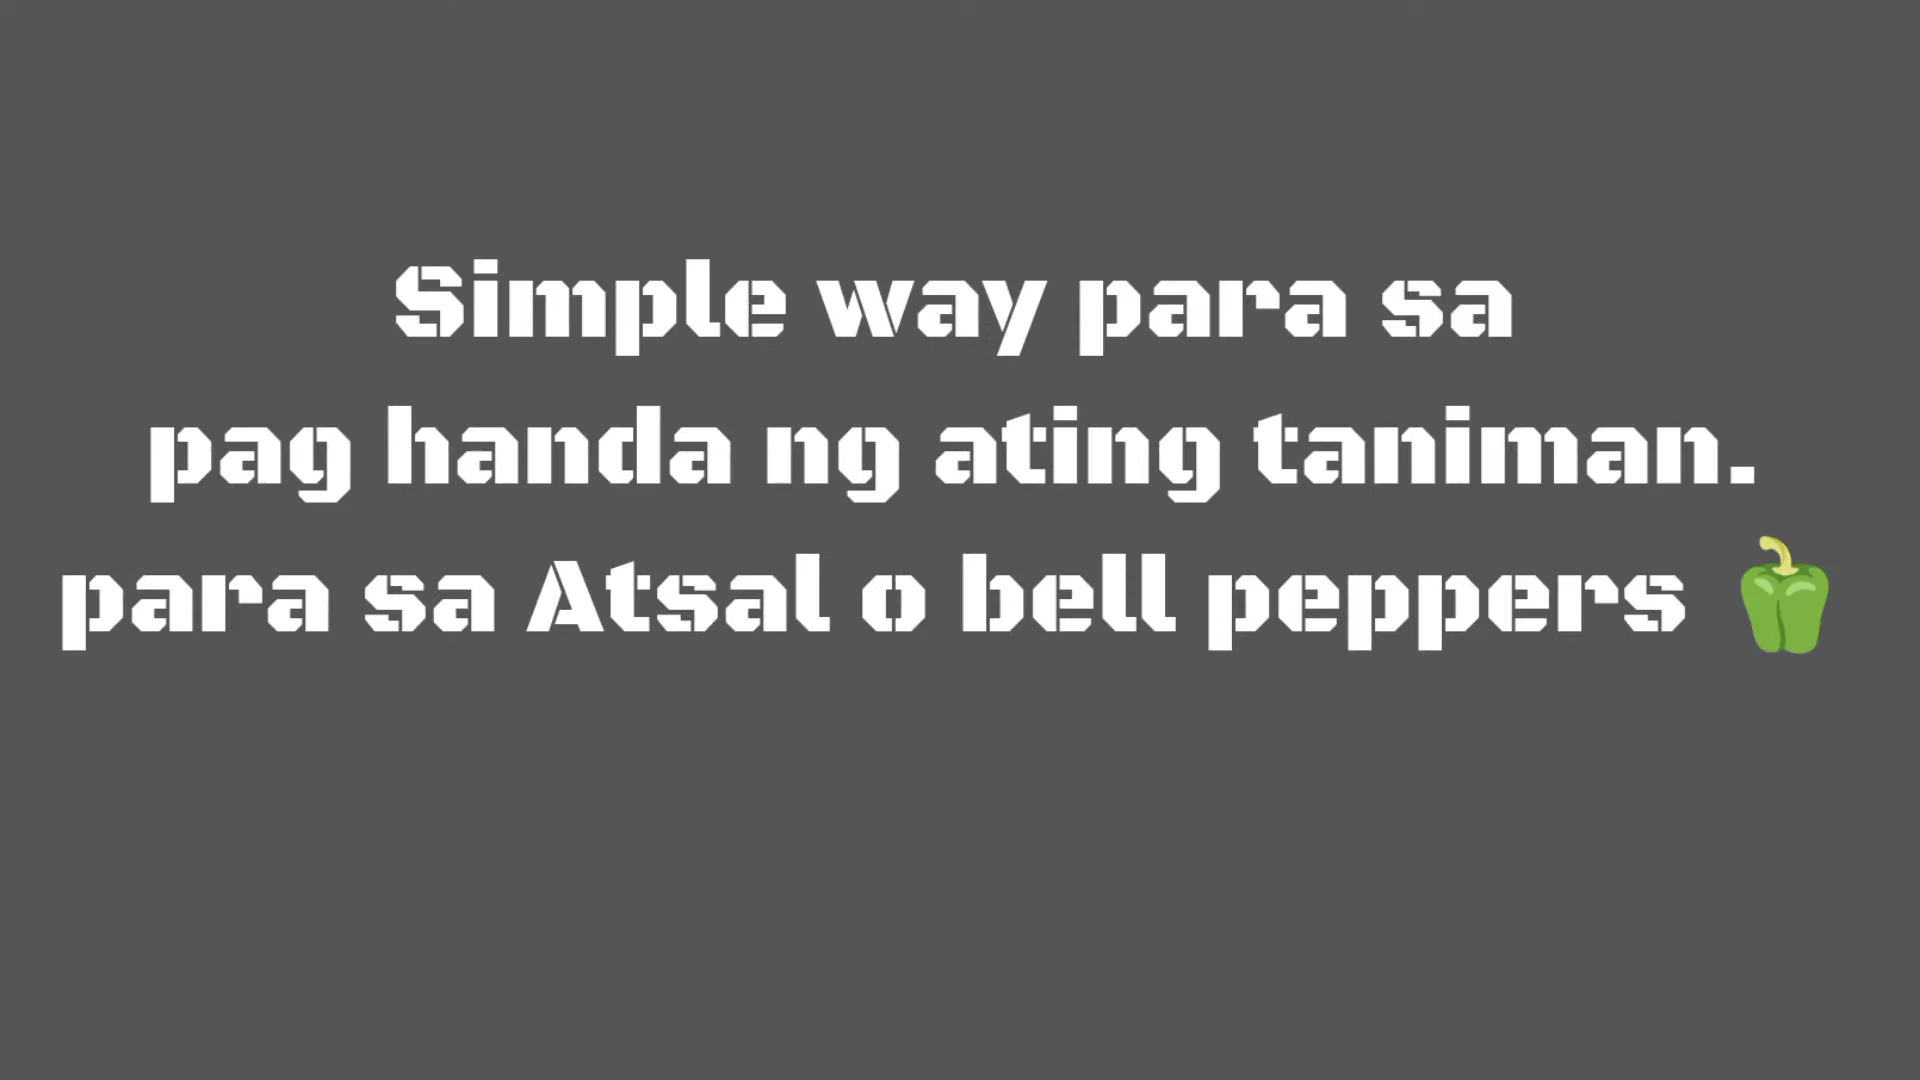 Simple way para sa
pag handa ng ating taniman.
para sa Atsal o bell peppers 🫑